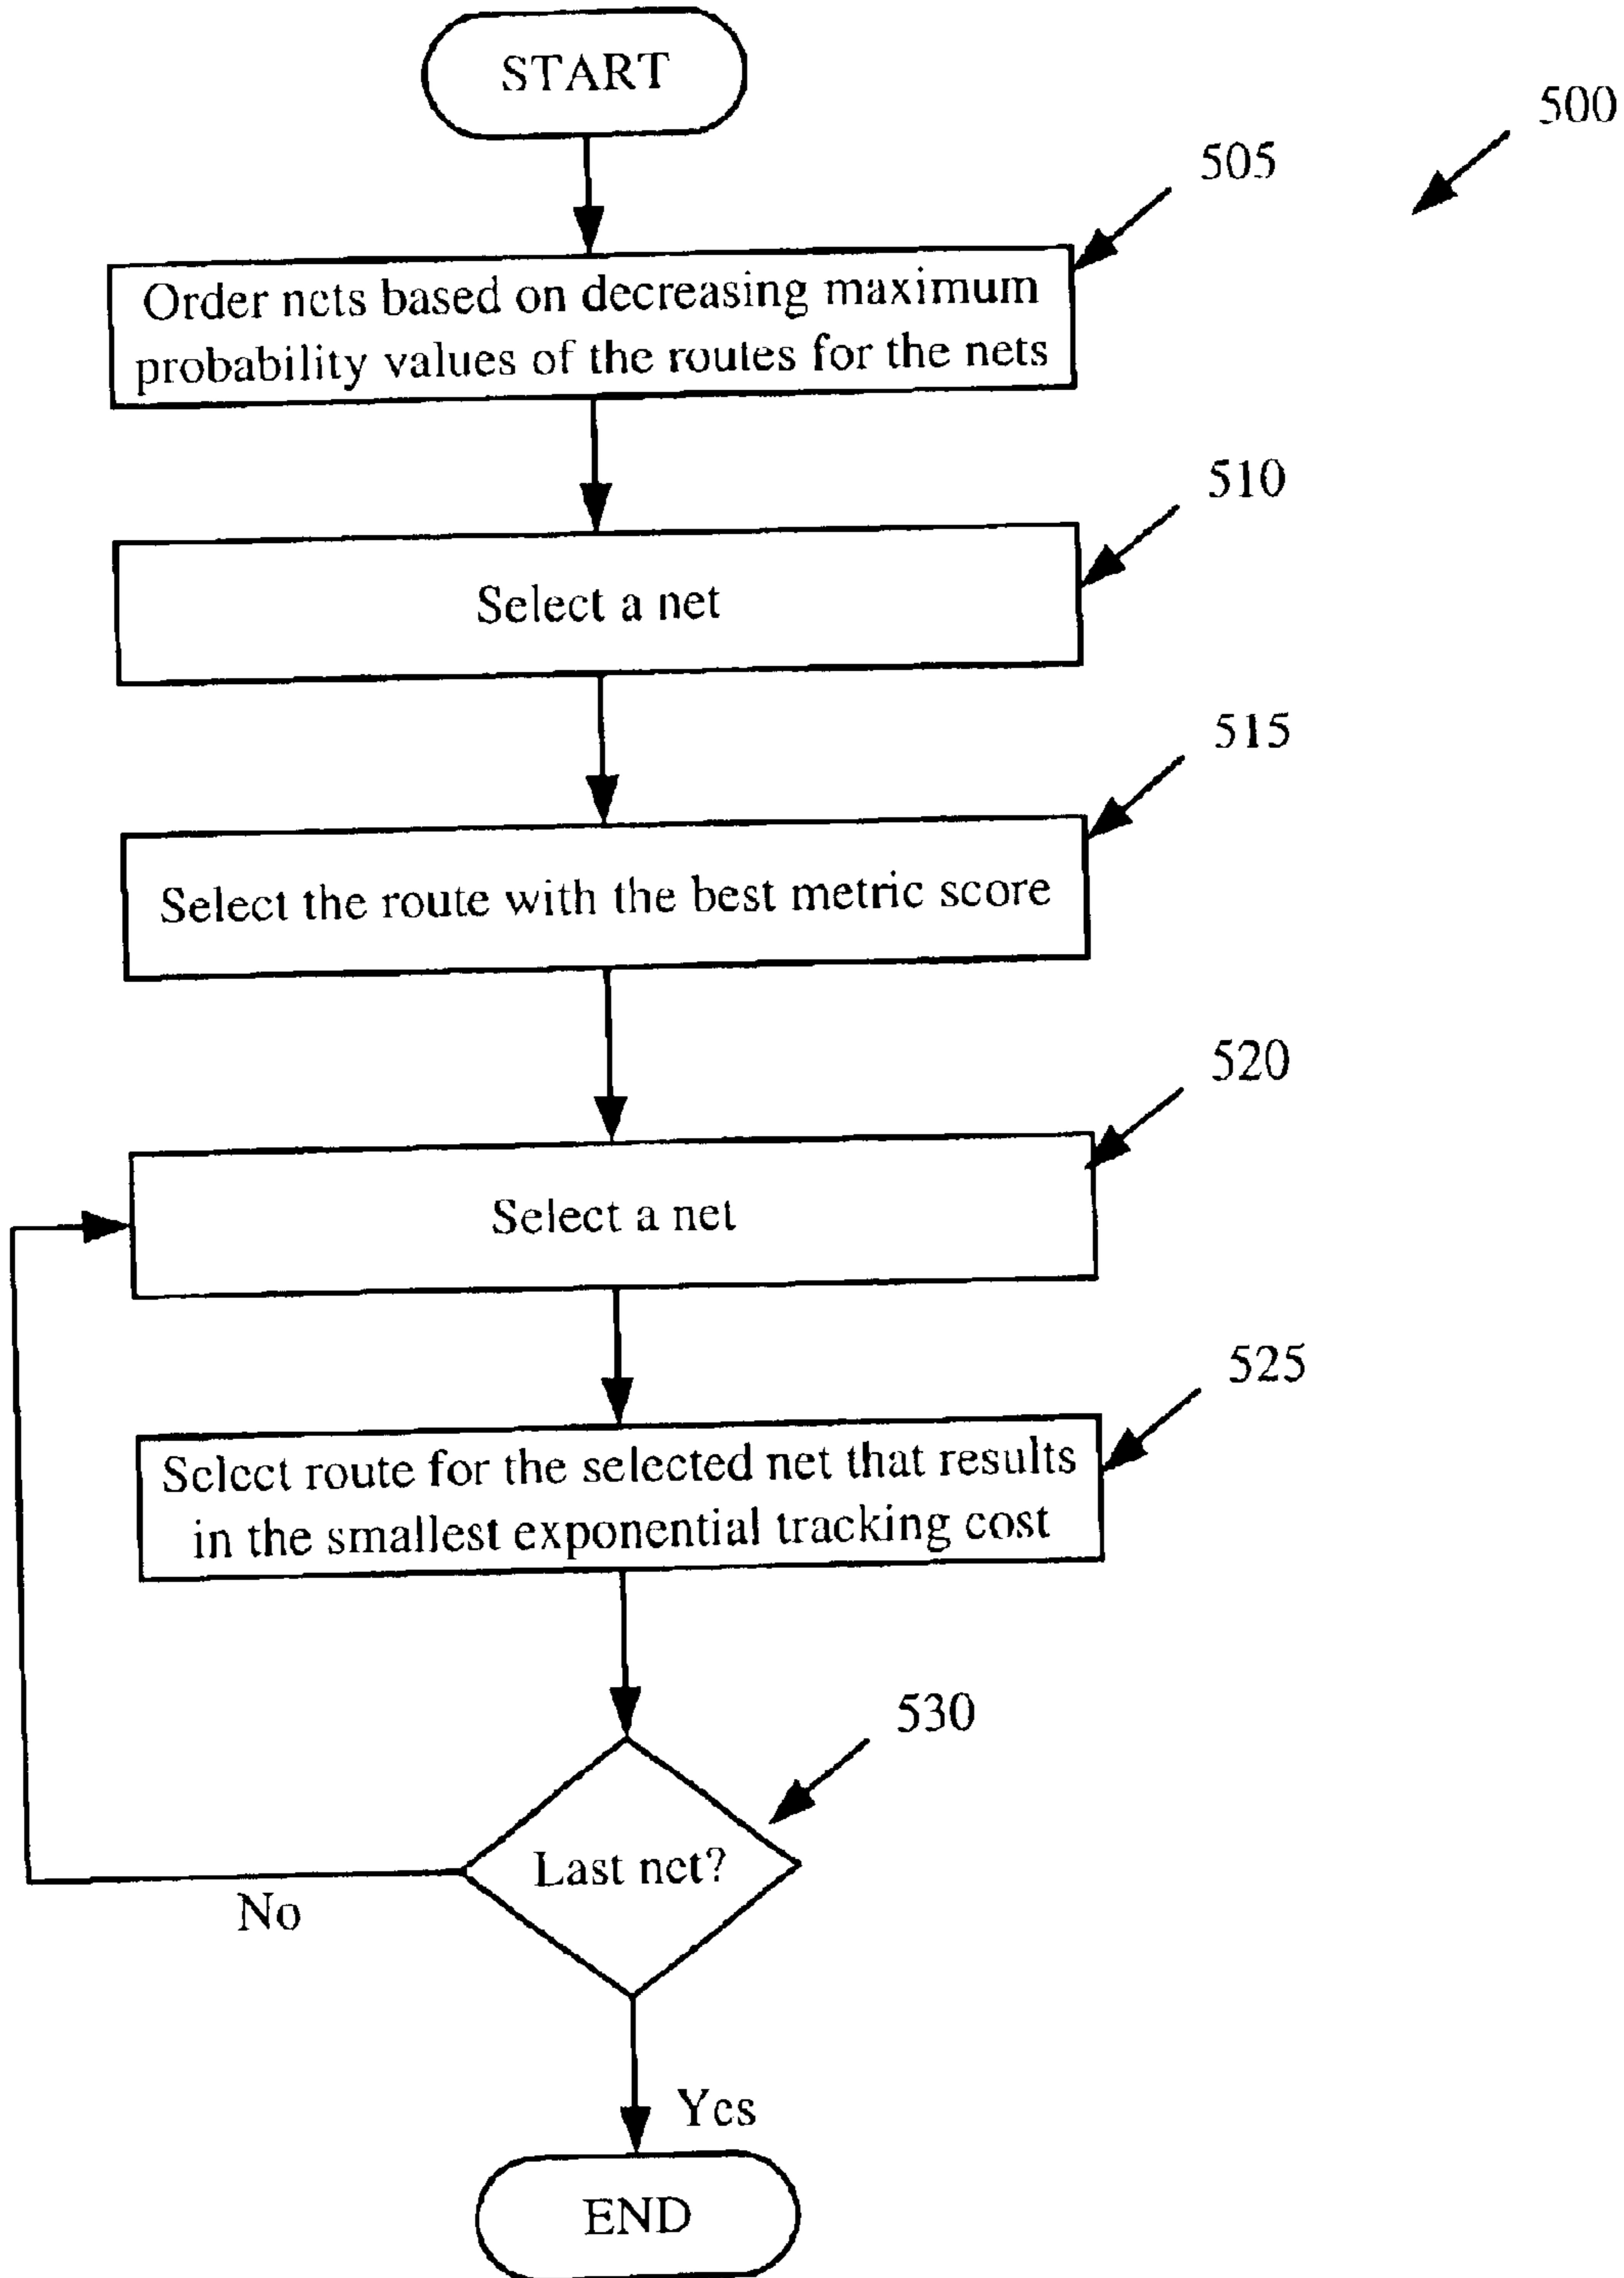 START
500
505
Order nets based on decreasing maximum
probability values of the routes for the nets
510
Select a net
515
Select the route with the best metric score
520
Select a net
525
Select route for the selected net that results
in the smallest exponential tracking cost
530
Last net?
No
Yes
END